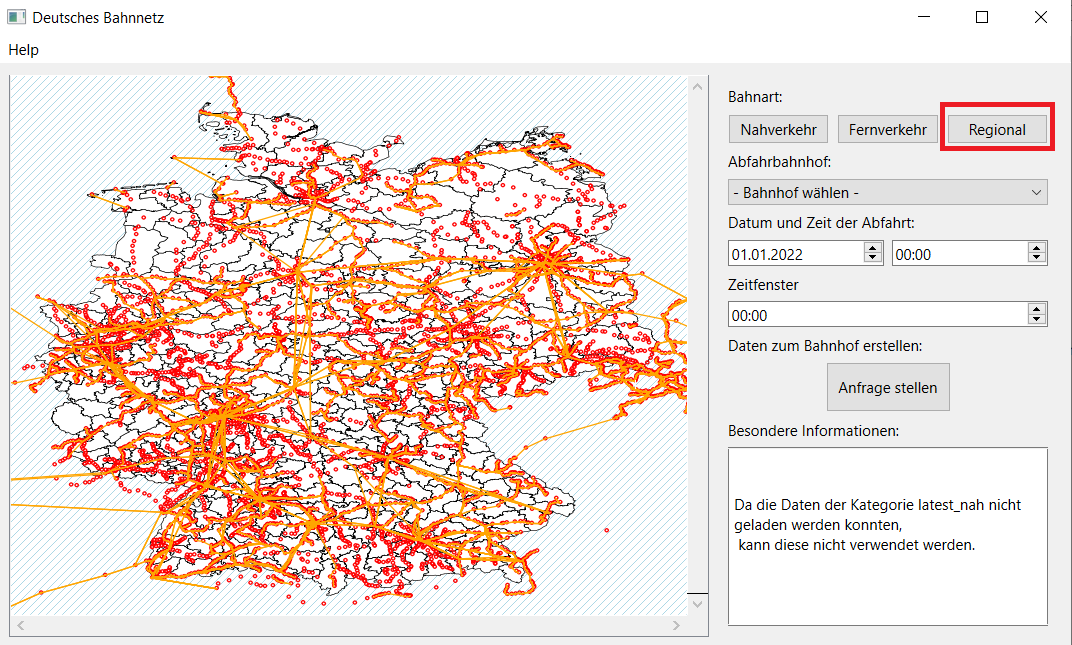 Deutsches Bahnnetz
Help
Bahnart:
Nahverkehr Fernverkehr Regional
Abfahrbahnhof:
- Bahnhof wählen -
Datum und Zeit der Abfahrt:
01.01.2022 00:00
Zeitfenster
00:00
Daten zum Bahnhof erstellen:
Anfrage stellen
Besondere Informationen:
Da die Daten der Kategorie latest_nah nicht
geladen werden konnten,
kann diese nicht verwendet werden.